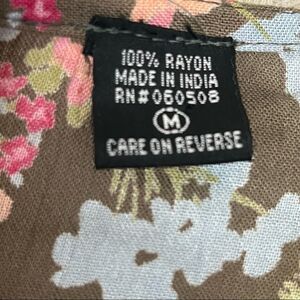 100% RAYON
MADE IN INDIA
RN#060508
M
CARE ON REVERSE